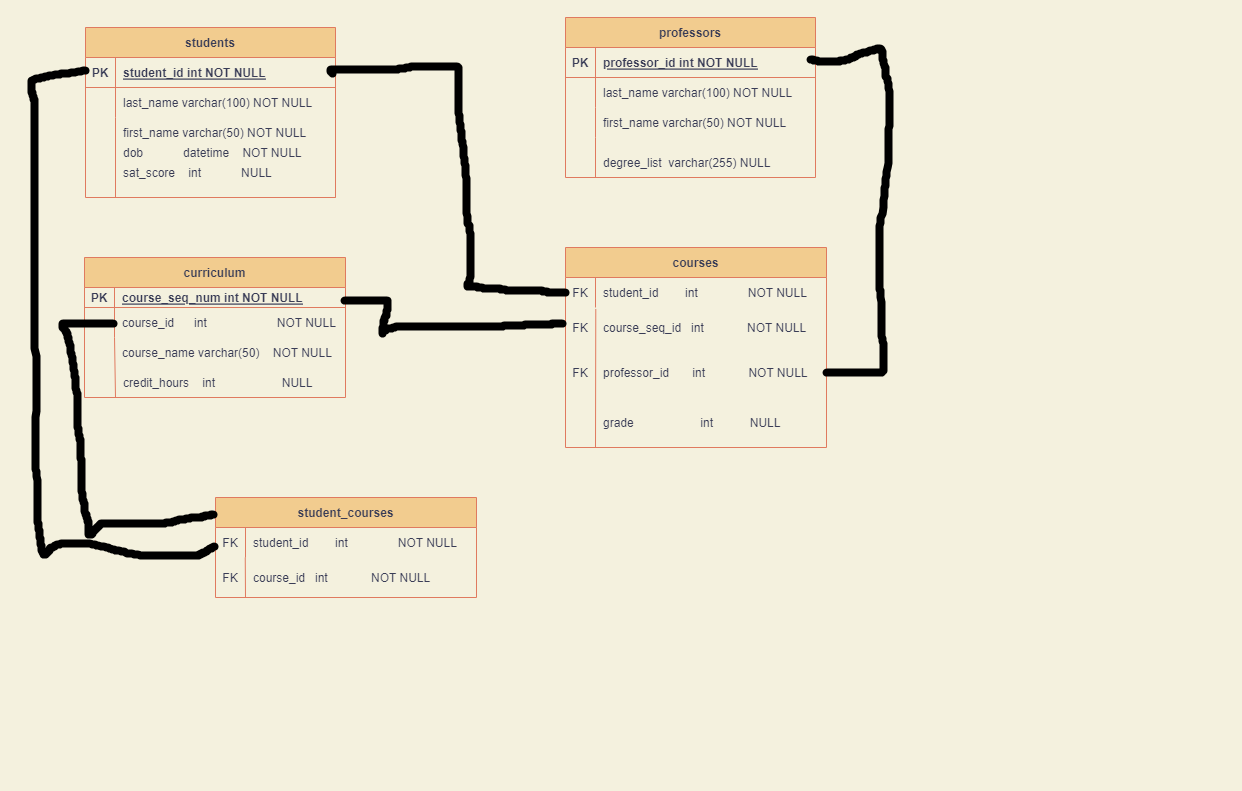 students
PK student_id int NOT NULL
last_name varchar(100) NOT NULL
first_name varchar(50) NOT NULL
dob datetime NOT NULL
sat_score int NULL
professors
PK professor_id int NOT NULL
last_name varchar(100) NOT NULL
first_name varchar(50) NOT NULL
degree_list varchar(255) NULL
curriculum
PK course_seq_num int NOT NULL
course_id int NOT NULL
course_name varchar(50) NOT NULL
credit_hours int NULL
courses
FK student_id int NOT NULL
FK course_seq_id int NOT NULL
FK professor_id int NOT NULL
grade int NULL
student_courses
FK student_id int NOT NULL
FK course_id int NOT NULL